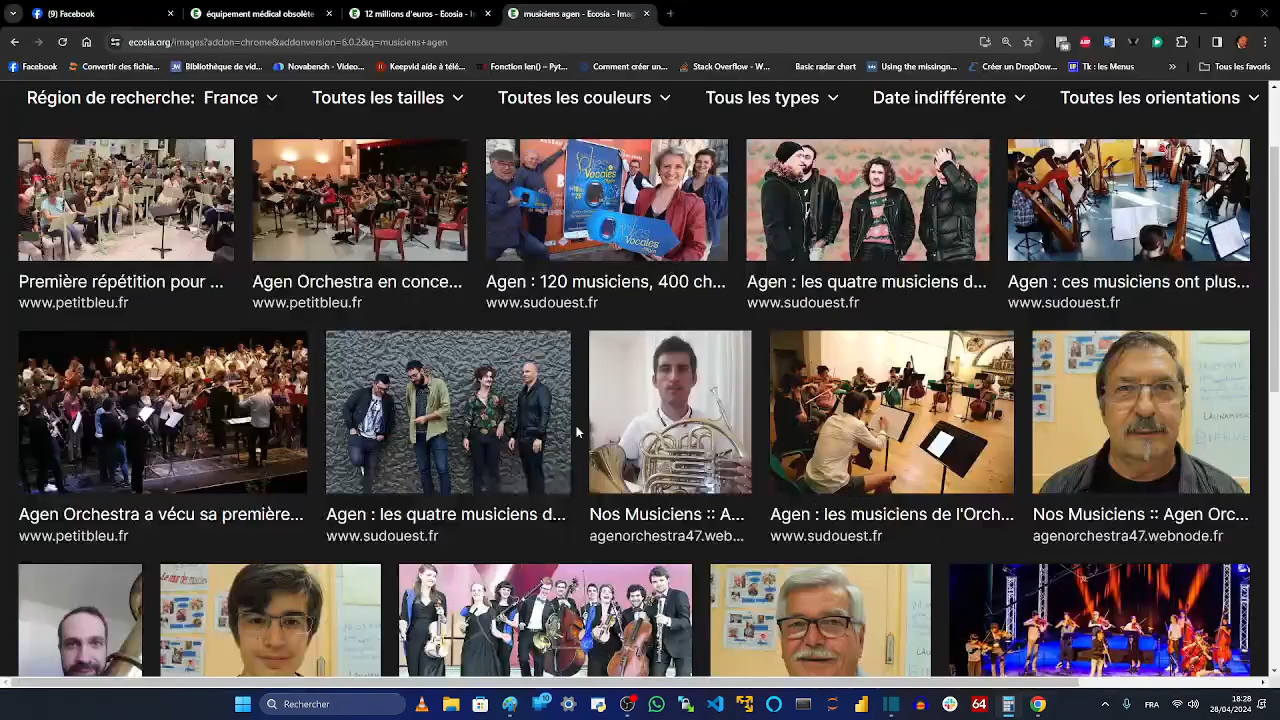 (9) Facebook
équipement médical obsolète
12 millions d'euros - Ecosia - I
musiciens agen - Ecosia - Imag
ecosia.org/images?addon=chrome&addonversion=6.0.2&q=musiciens+agen
Facebook Convertir des fichie... Bibliothèque de vid... Novabench - Video... Keepvid aide à télé... Fonction len() – Pyt... Comment créer un... Stack Overflow - W... Basic radar chart Using the missingn... Créer un DropDow... Tk : les Menus Tous les favoris
Région de recherche: France Toutes les tailles Toutes les couleurs Tous les types Date indifférente Toutes les orientations
Première répétition pour ... Agen Orchestra en conce... Agen : 120 musiciens, 400 ch... Agen : les quatre musiciens d... Agen : ces musiciens ont plus...
www.petitbleu.fr www.petitbleu.fr www.sudouest.fr www.sudouest.fr www.sudouest.fr
Agen Orchestra a vécu sa première... Agen : les quatre musiciens d... Nos Musiciens :: A... Agen : les musiciens de l'Orch... Nos Musiciens :: Agen Orc...
www.petitbleu.fr www.sudouest.fr agenorchestra47.web... www.sudouest.fr agenorchestra47.webnode.fr
Rechercher
FRA
18:28
28/04/2024